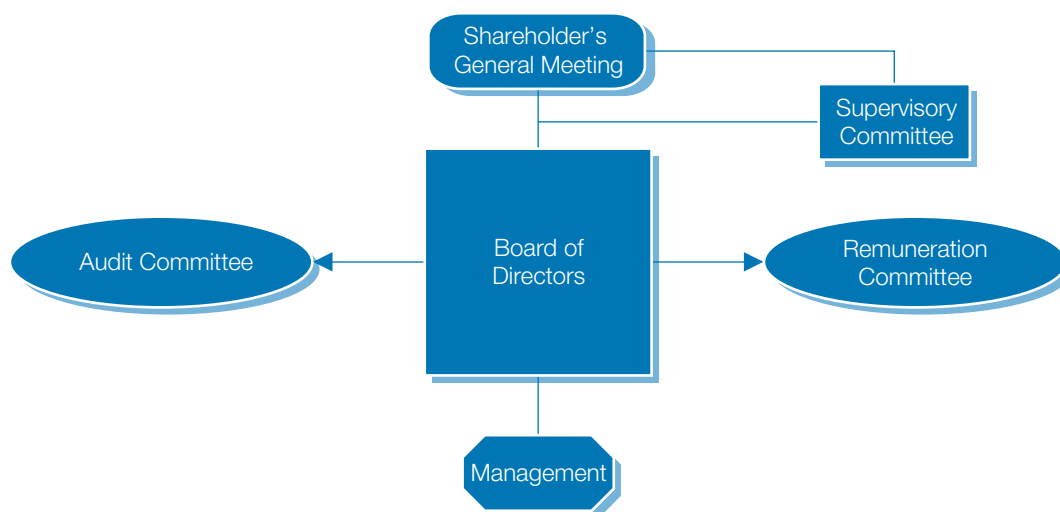 Shareholder’s
General Meeting
Supervisory
Committee
Audit Committee
Board of
Directors
Remuneration
Committee
Management